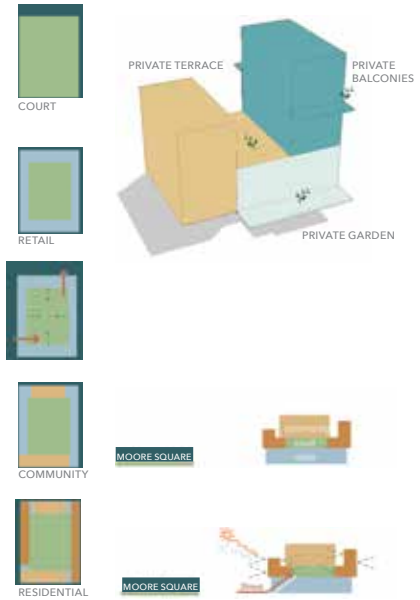 PRIVATE TERRACE
PRIVATE
BALCONIES
COURT
RETAIL
PRIVATE GARDEN
COMMUNITY
MOORE SQUARE
RESIDENTIAL
MOORE SQUARE